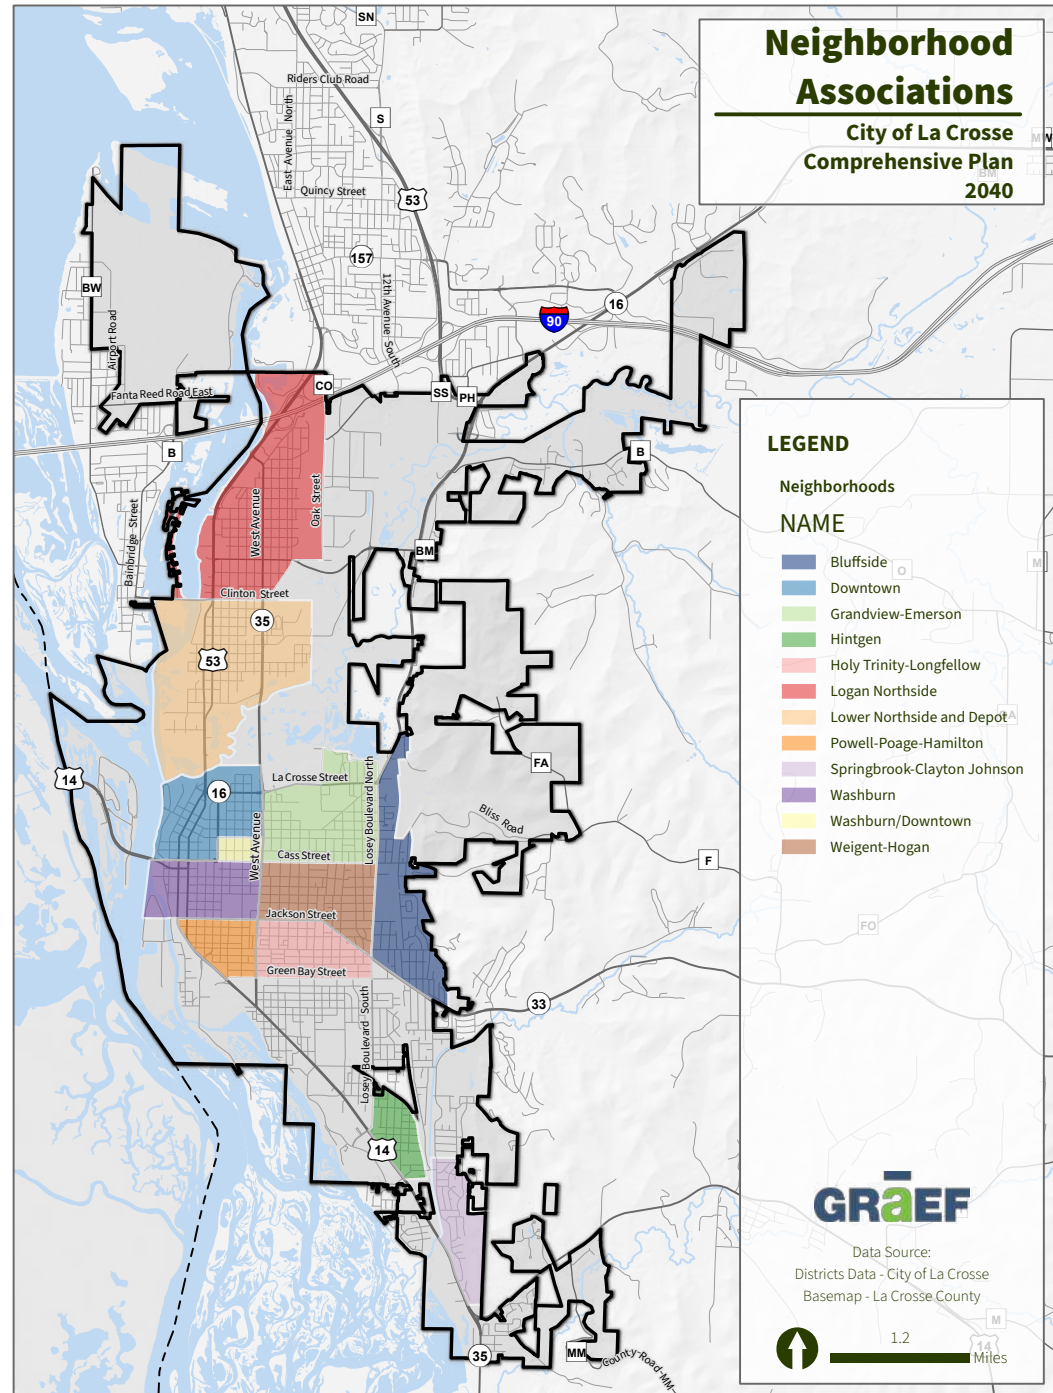 Neighborhood
Associations
City of La Crosse
Comprehensive Plan
2040
SN
Riders Club Road
S
East Avenue North
Quincy Street
53
157
12th Avenue South
BW
16
90
Airport Road
Fanta Reed Road East
CO
SS
PH
B
B
West Avenue
Oak Street
Bainbridge Street
BM
Clinton Street
35
53
14
La Crosse Street
Losey Boulevard North
16
FA
Bliss Road
West Avenue
Cass Street
F
Jackson Street
Green Bay Street
Losey Boulevard South
33
14
35
MM
County Road MM
MW
BM
LEGEND
Neighborhoods
NAME
Bluffside
Downtown
Grandview-Emerson
Hintgen
Holy Trinity-Longfellow
Logan Northside
Lower Northside and Depot
Powell-Poage-Hamilton
Springbrook-Clayton Johnson
Washburn
Washburn/Downtown
Weigent-Hogan
O
M
FO
GRAEF
Data Source:
Districts Data - City of La Crosse
Basemap - La Crosse County
M
14
1.2
Miles